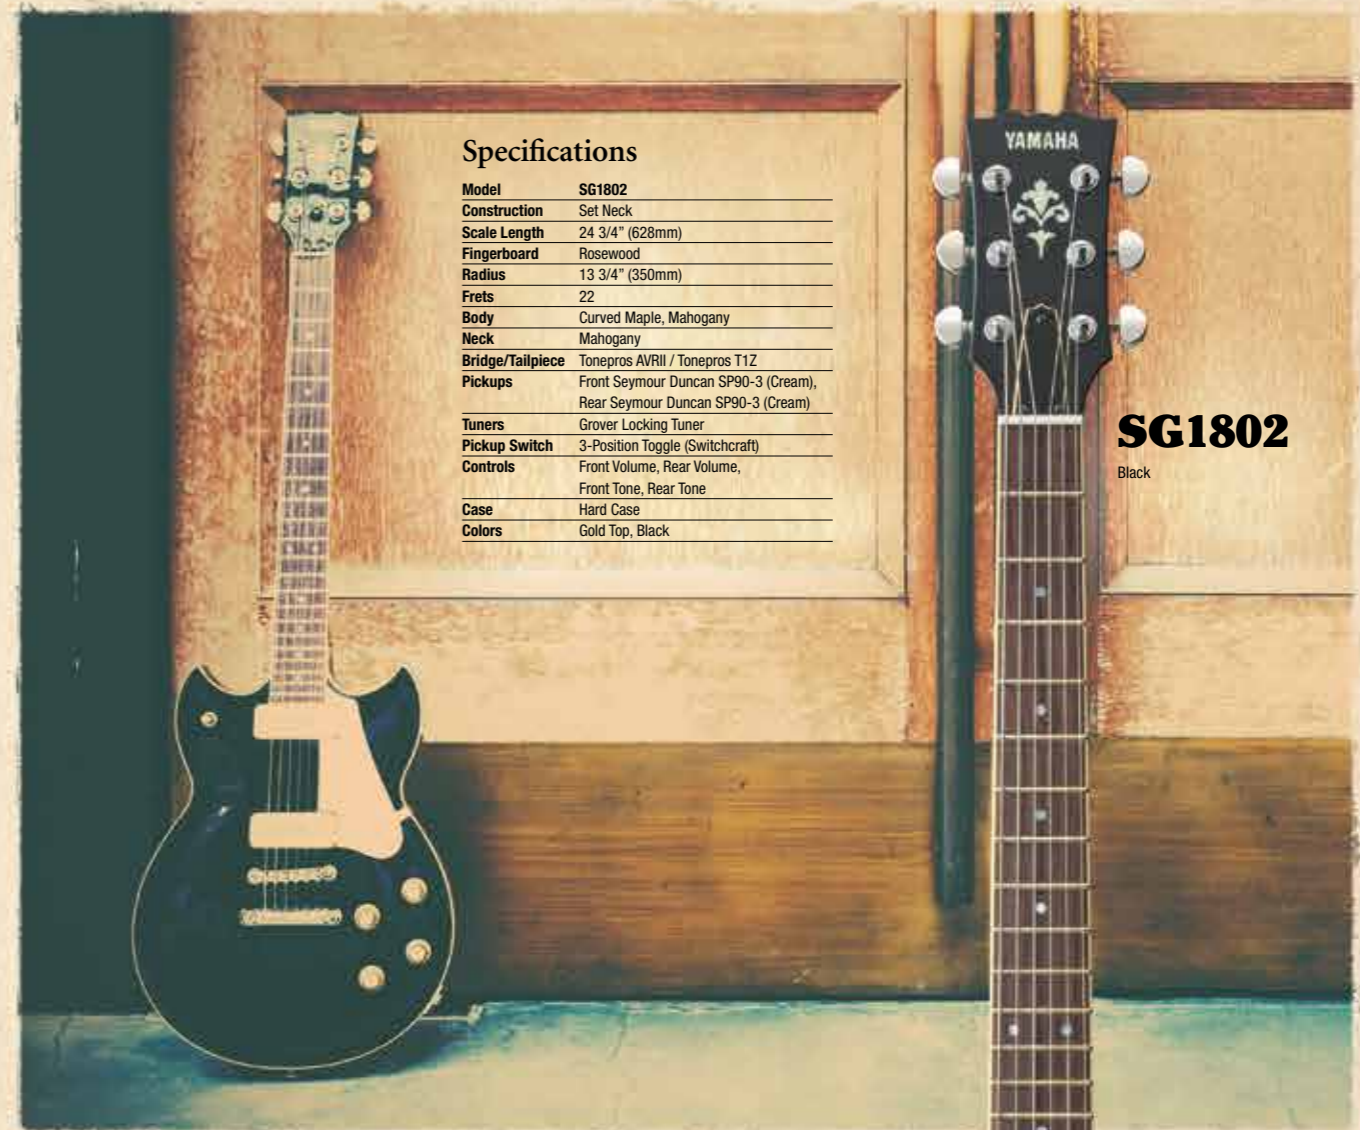 Specifications
Model SG1802
Construction Set Neck
Scale Length 24 3/4” (628mm)
Fingerboard Rosewood
Radius 13 3/4” (350mm)
Frets 22
Body Curved Maple, Mahogany
Neck Mahogany
Bridge/Tailpiece Tonepros AVRII / Tonepros T1Z
Pickups Front Seymour Duncan SP90-3 (Cream),
Rear Seymour Duncan SP90-3 (Cream)
Tuners Grover Locking Tuner
Pickup Switch 3-Position Toggle (Switchcraft)
Controls Front Volume, Rear Volume,
Front Tone, Rear Tone
Case Hard Case
Colors Gold Top, Black
YAMAHA
SG1802
Black